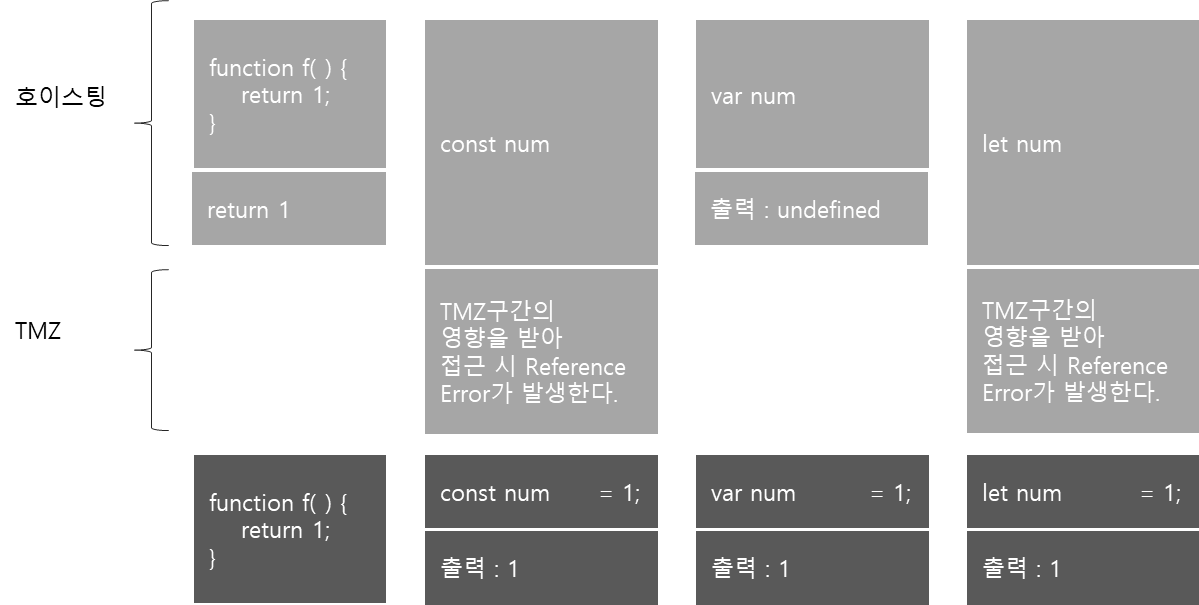 호이스팅
function f( ) {
return 1;
}
return 1
const num
var num
출력 : undefined
let num
TMZ
TMZ구간의
영향을 받아
접근 시 Reference
Error가 발생한다.
TMZ구간의
영향을 받아
접근 시 Reference
Error가 발생한다.
function f( ) {
return 1;
}
const num = 1;
출력 : 1
var num = 1;
출력 : 1
let num = 1;
출력 : 1